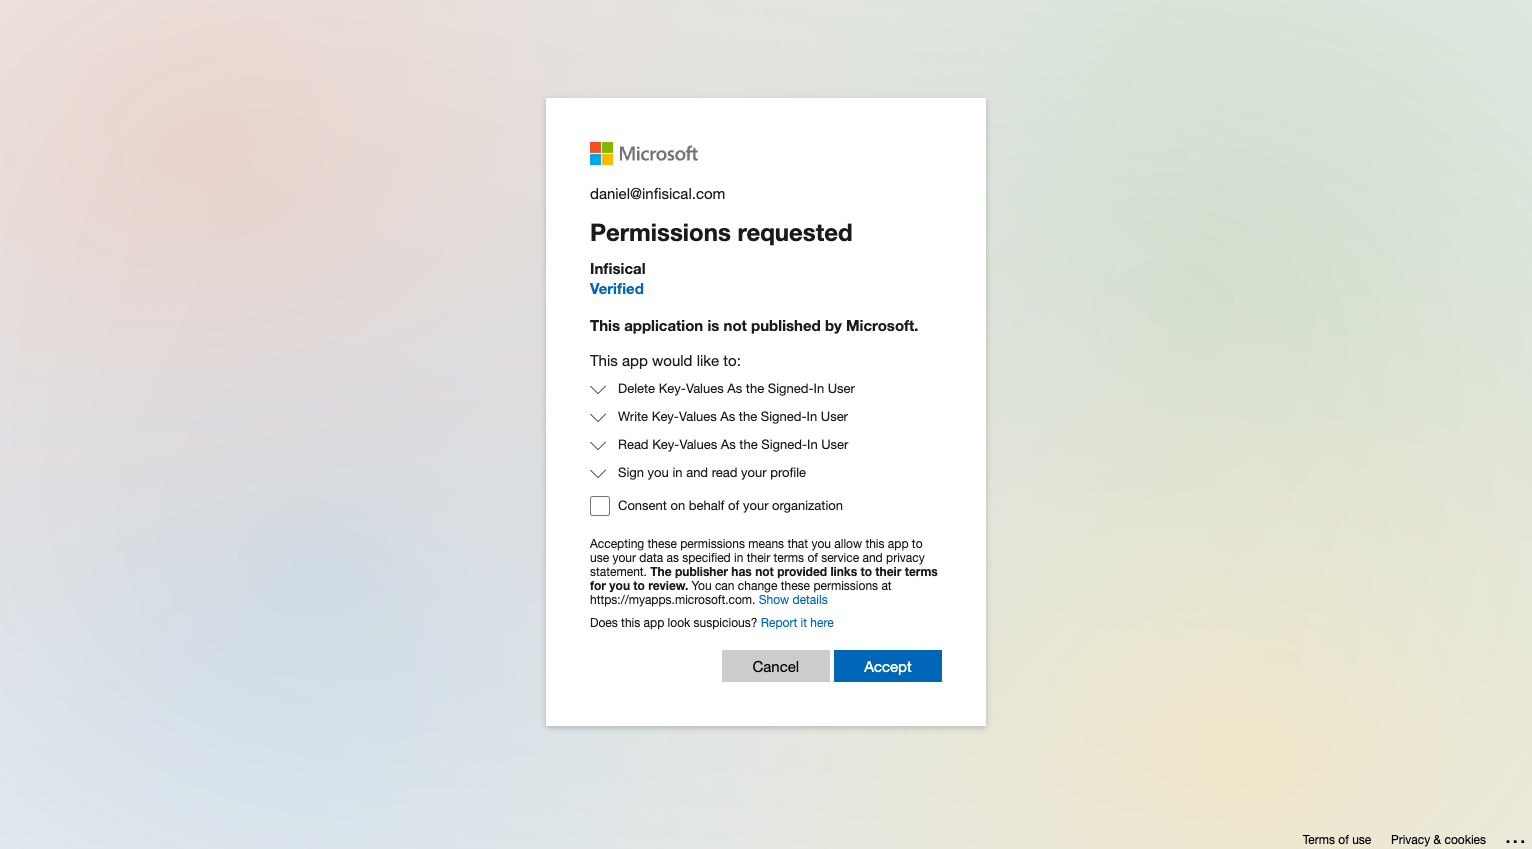 Microsoft
daniel@infisical.com
Permissions requested
Infisical
Verified
This application is not published by Microsoft.
This app would like to:
Delete Key-Values As the Signed-In User
Write Key-Values As the Signed-In User
Read Key-Values As the Signed-In User
Sign you in and read your profile
Consent on behalf of your organization
Accepting these permissions means that you allow this app to
use your data as specified in their terms of service and privacy
statement. The publisher has not provided links to their terms
for you to review. You can change these permissions at
https://myapps.microsoft.com. Show details
Does this app look suspicious? Report it here
Cancel Accept
Terms of use Privacy & cookies ...